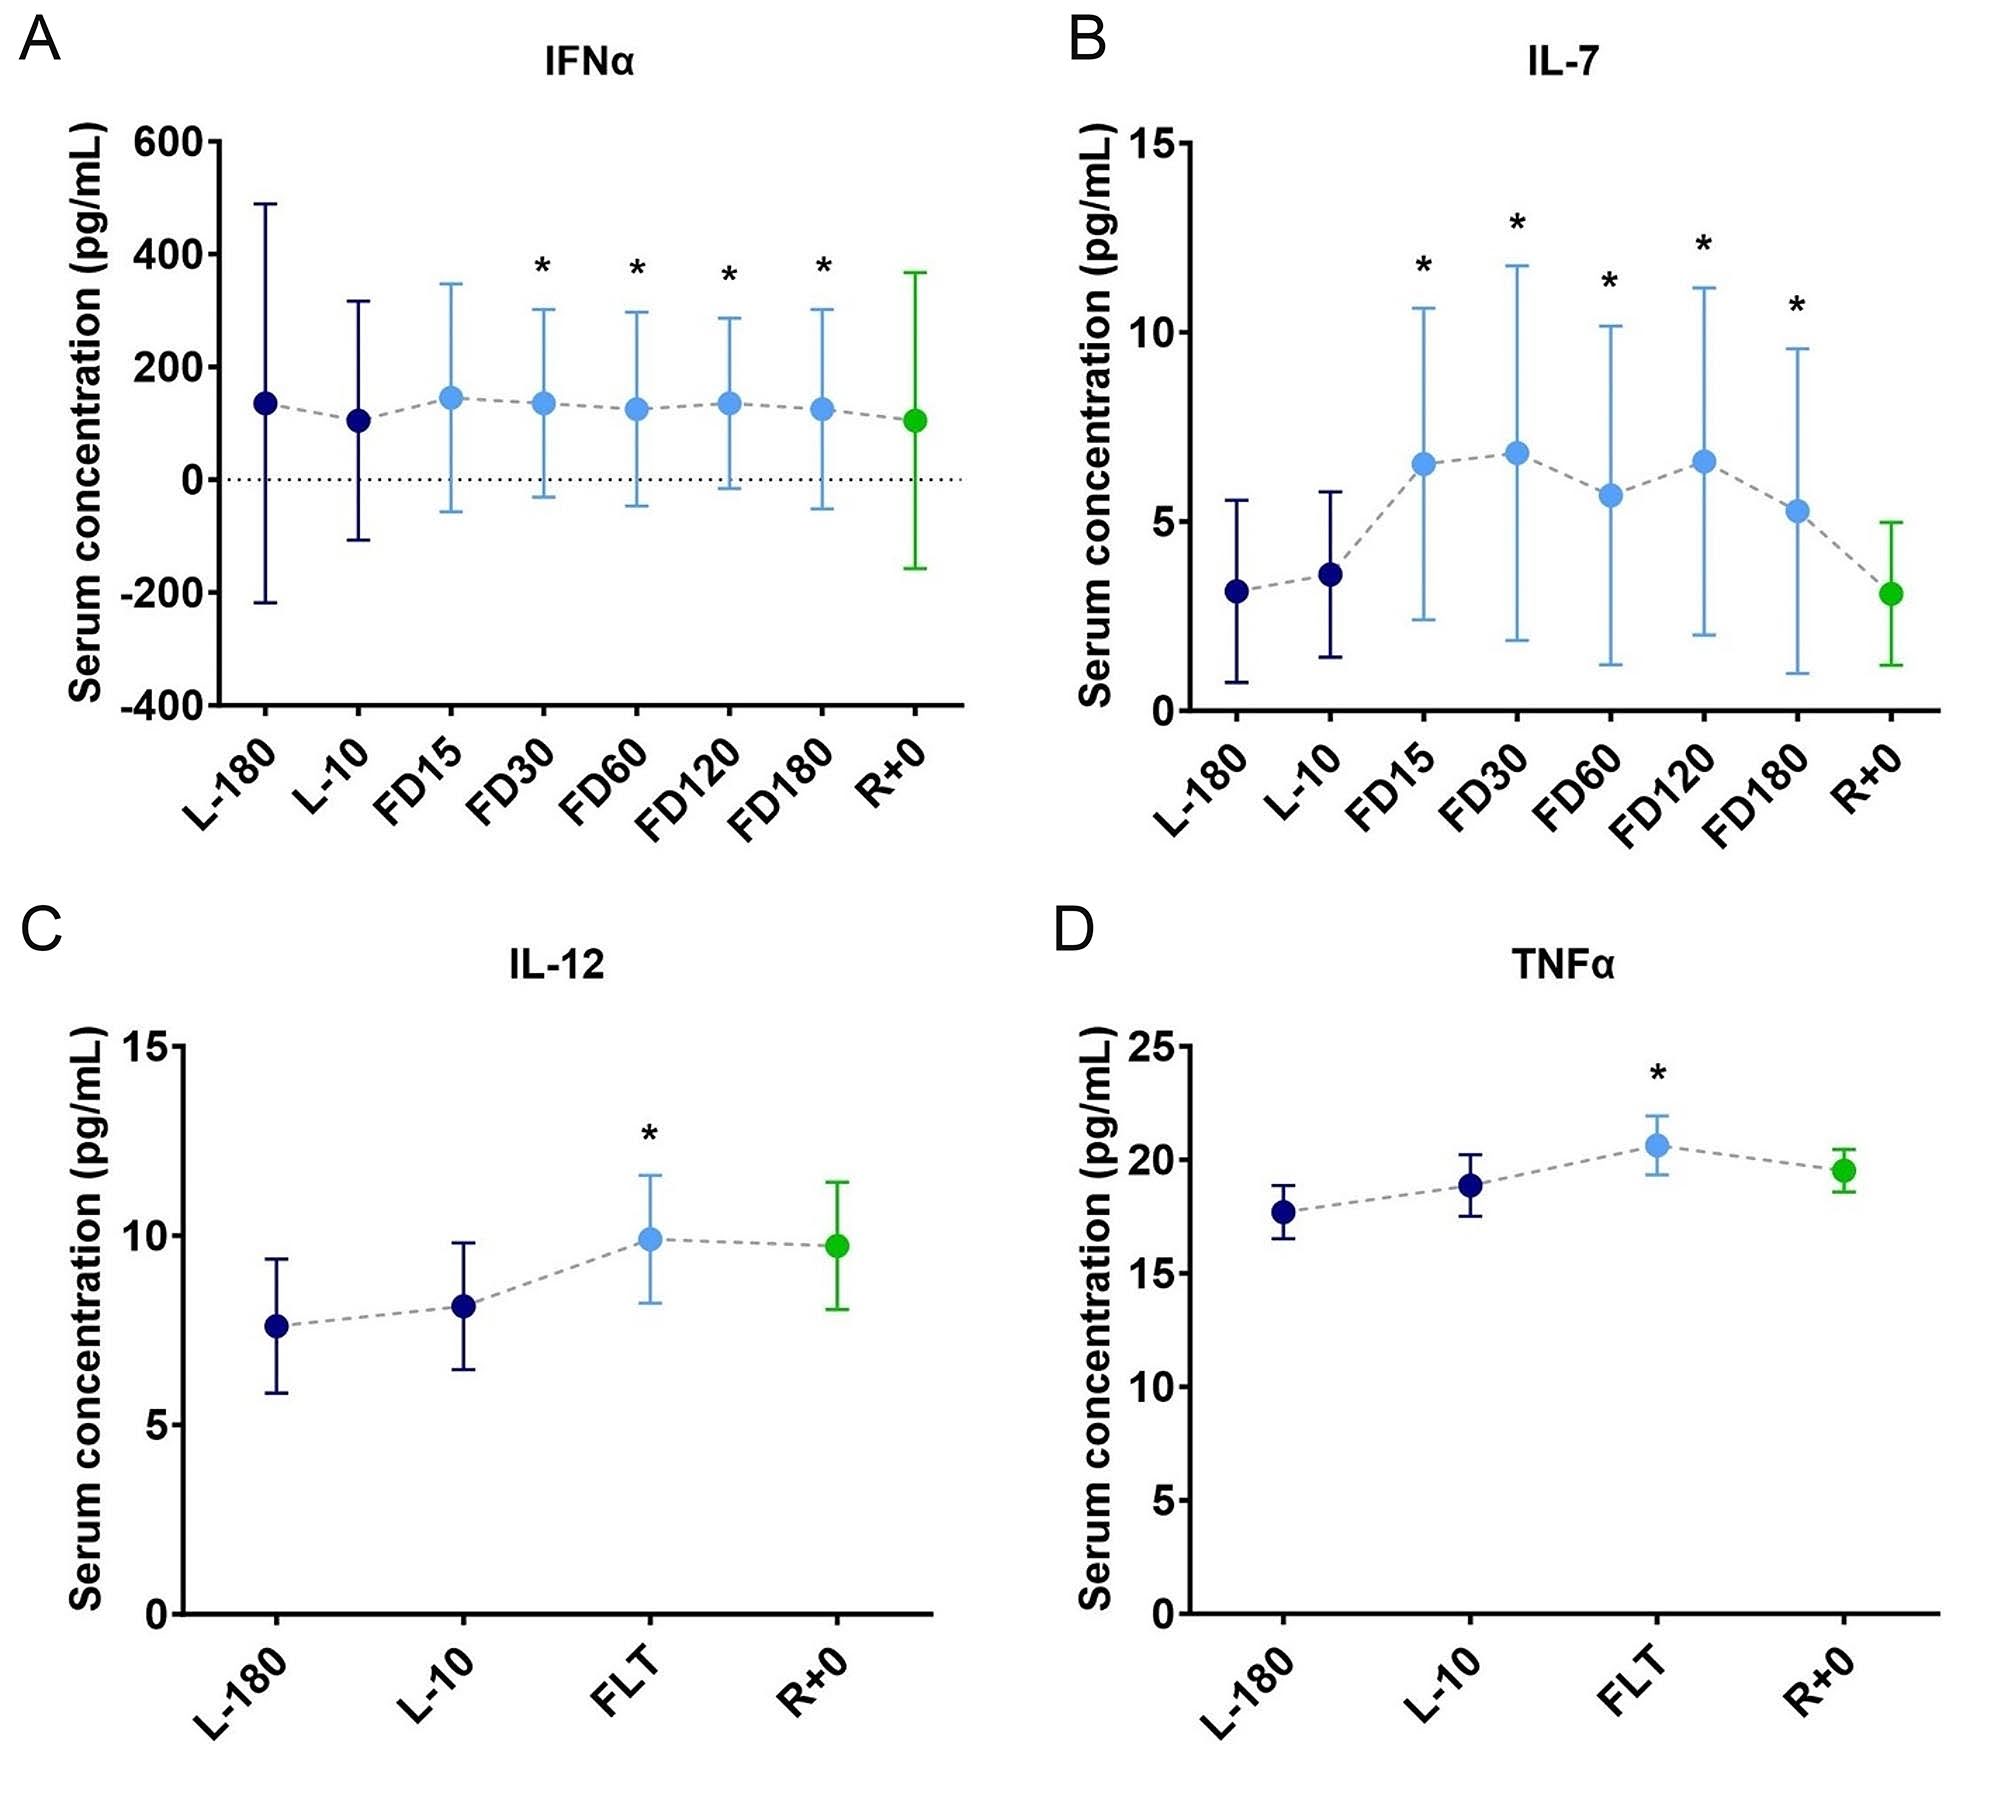 A
IFNα
Serum concentration (pg/mL)
600
400
200
0
-200
-400
* * * *
L-180 L-10 FD15 FD30 FD60 FD120 FD180 R+0
B
IL-7
Serum concentration (pg/mL)
15
10
5
0
* * * * *
L-180 L-10 FD15 FD30 FD60 FD120 FD180 R+0
C
IL-12
Serum concentration (pg/mL)
15
10
5
0
*
L-180 L-10 FLT R+0
D
TNFα
Serum concentration (pg/mL)
25
20
15
10
5
0
*
L-180 L-10 FLT R+0